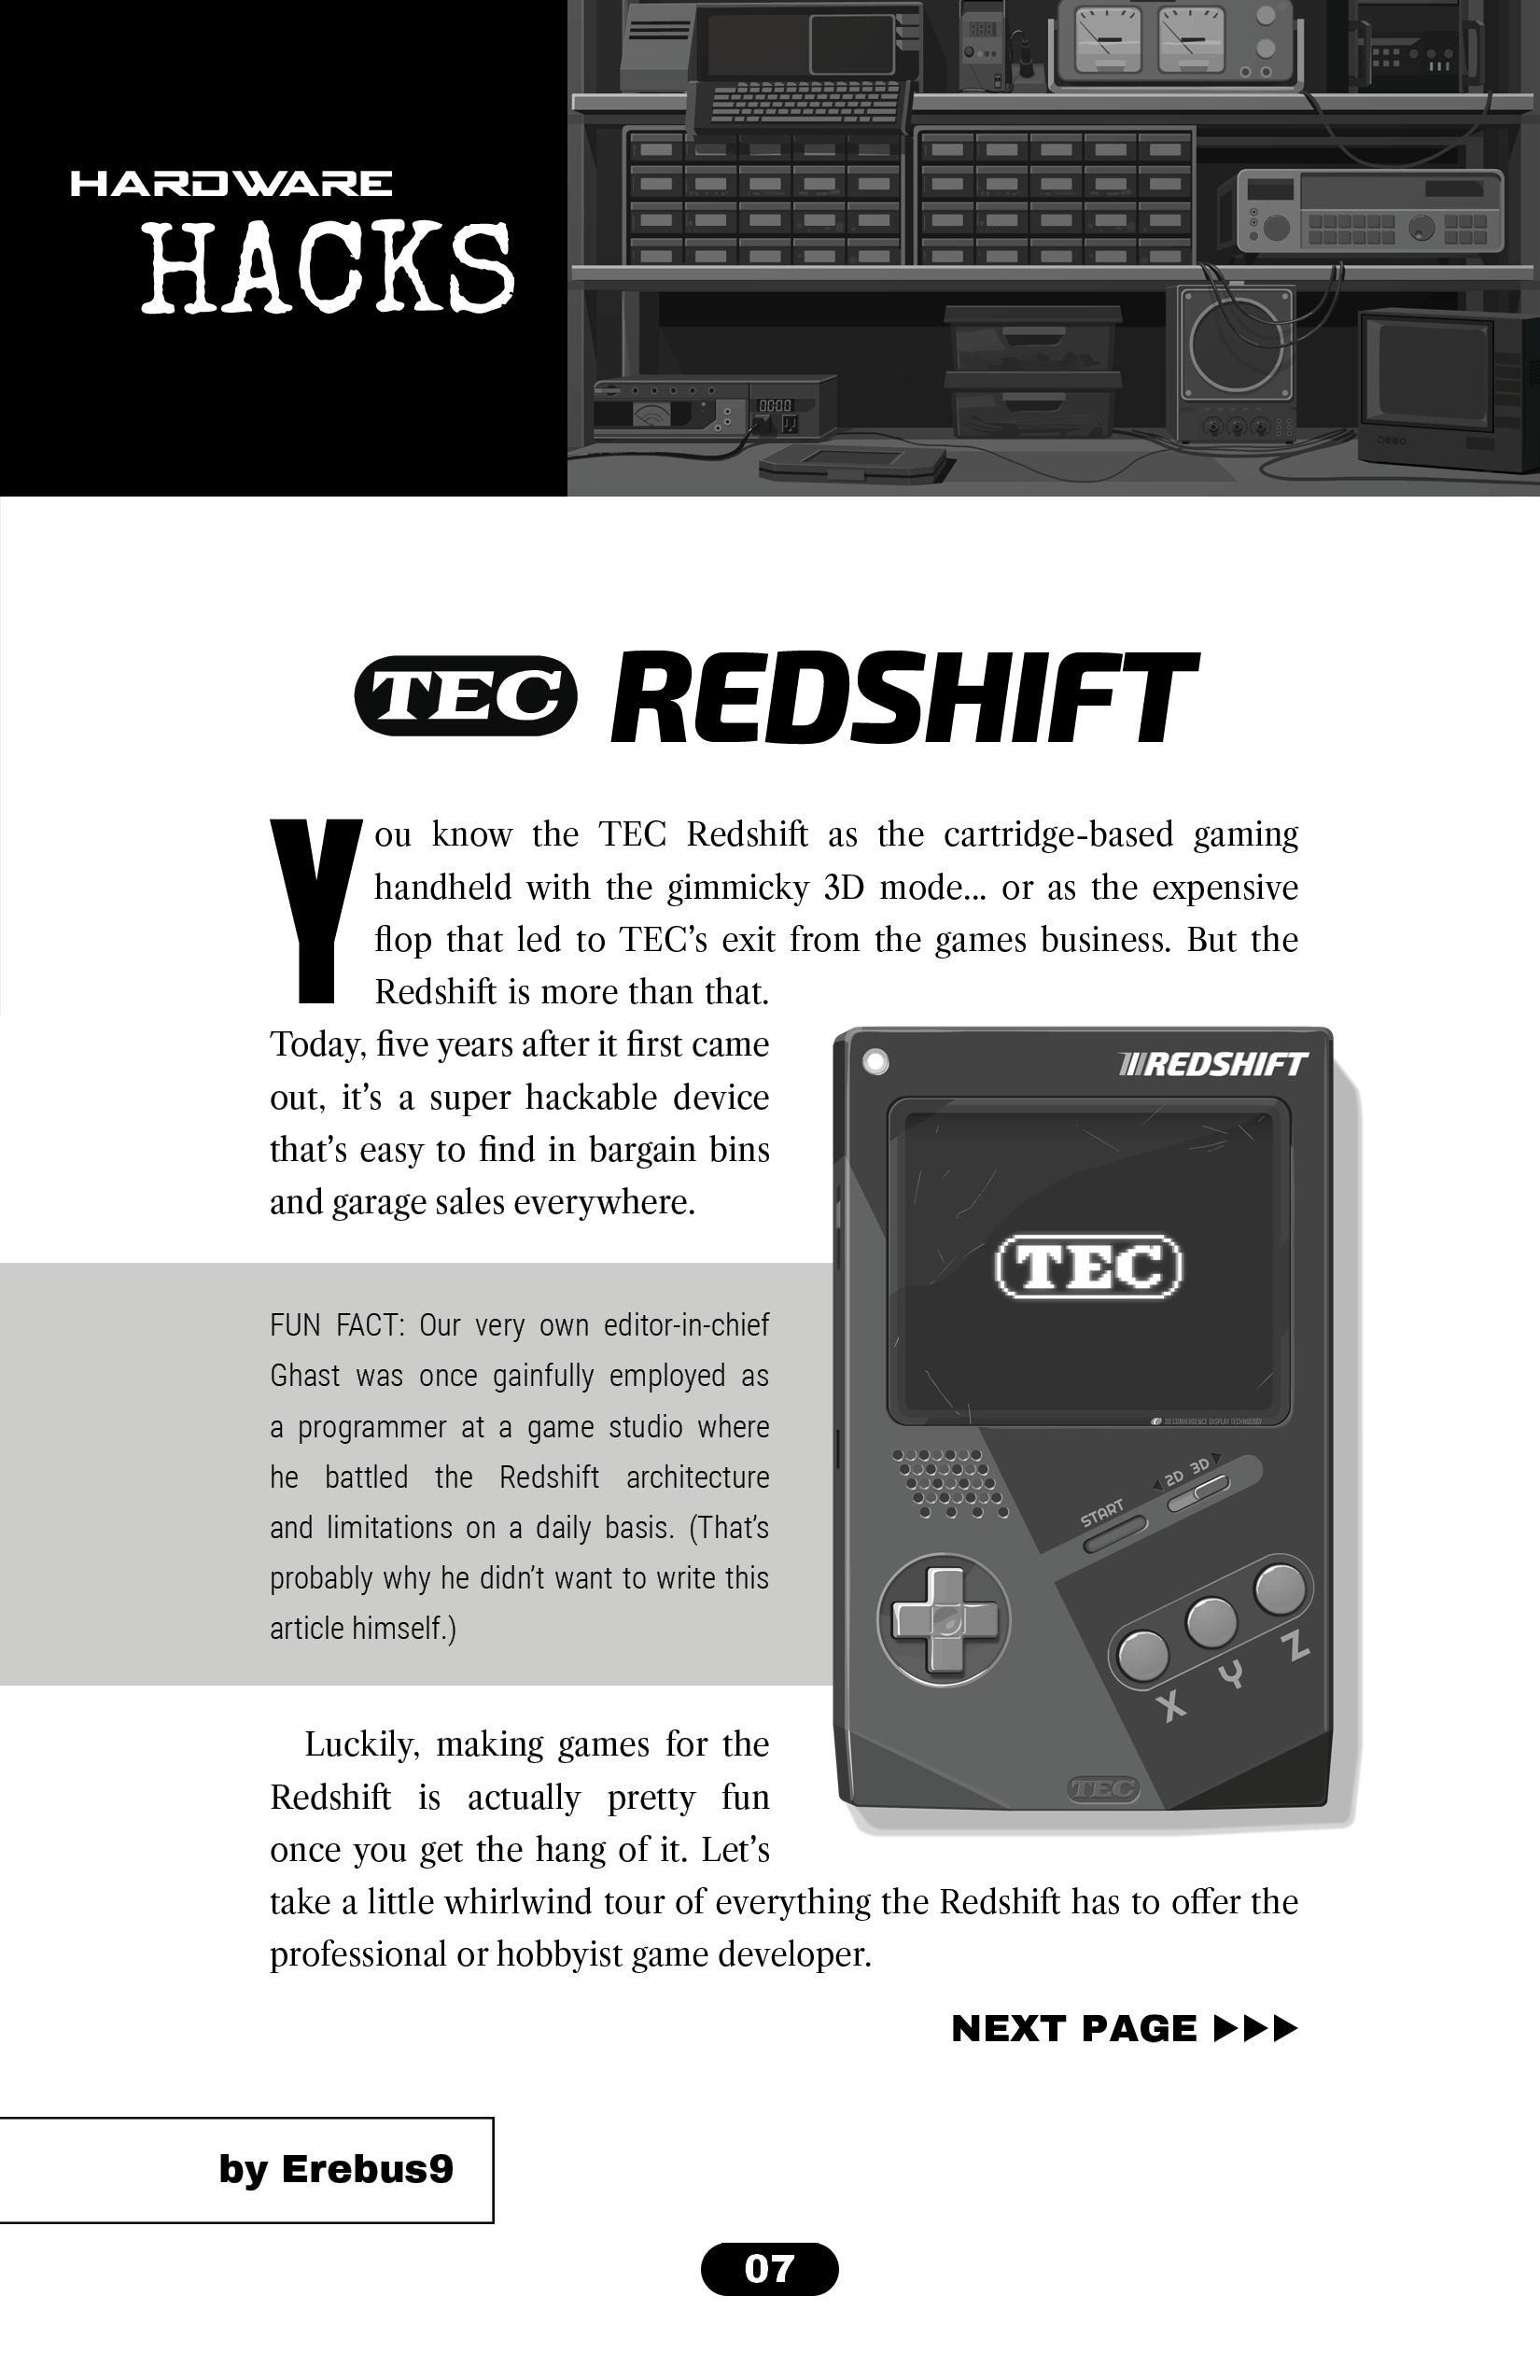 HARDWARE
HACKS
00:00
TEC REDSHIFT
You know the TEC Redshift as the cartridge-based gaming
handheld with the gimmicky 3D mode... or as the expensive
flop that led to TEC’s exit from the games business. But the
Redshift is more than that.
Today, five years after it first came
out, it’s a super hackable device
that’s easy to find in bargain bins
and garage sales everywhere.
REDSHIFT
TEC
3D CONVERGENCE DISPLAY TECHNOLOGY
START
2D 3D
X Y Z
TEC
FUN FACT: Our very own editor-in-chief
Ghast was once gainfully employed as
a programmer at a game studio where
he battled the Redshift architecture
and limitations on a daily basis. (That’s
probably why he didn’t want to write this
article himself.)
Luckily, making games for the
Redshift is actually pretty fun
once you get the hang of it. Let’s
take a little whirlwind tour of everything the Redshift has to offer the
professional or hobbyist game developer.
NEXT PAGE
by Erebus9
07